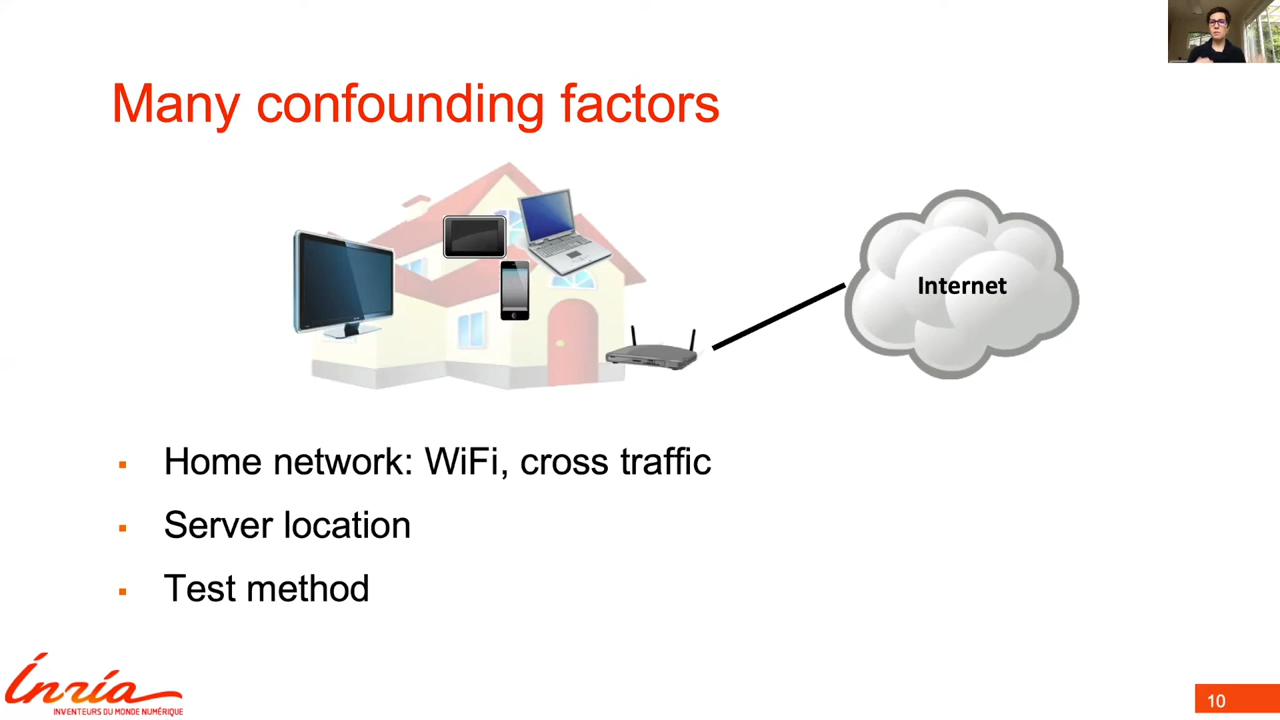 Many confounding factors
Internet
Home network: WiFi, cross traffic
Server location
Test method
Inria
INVENTEURS DU MONDE NUMÉRIQUE
10